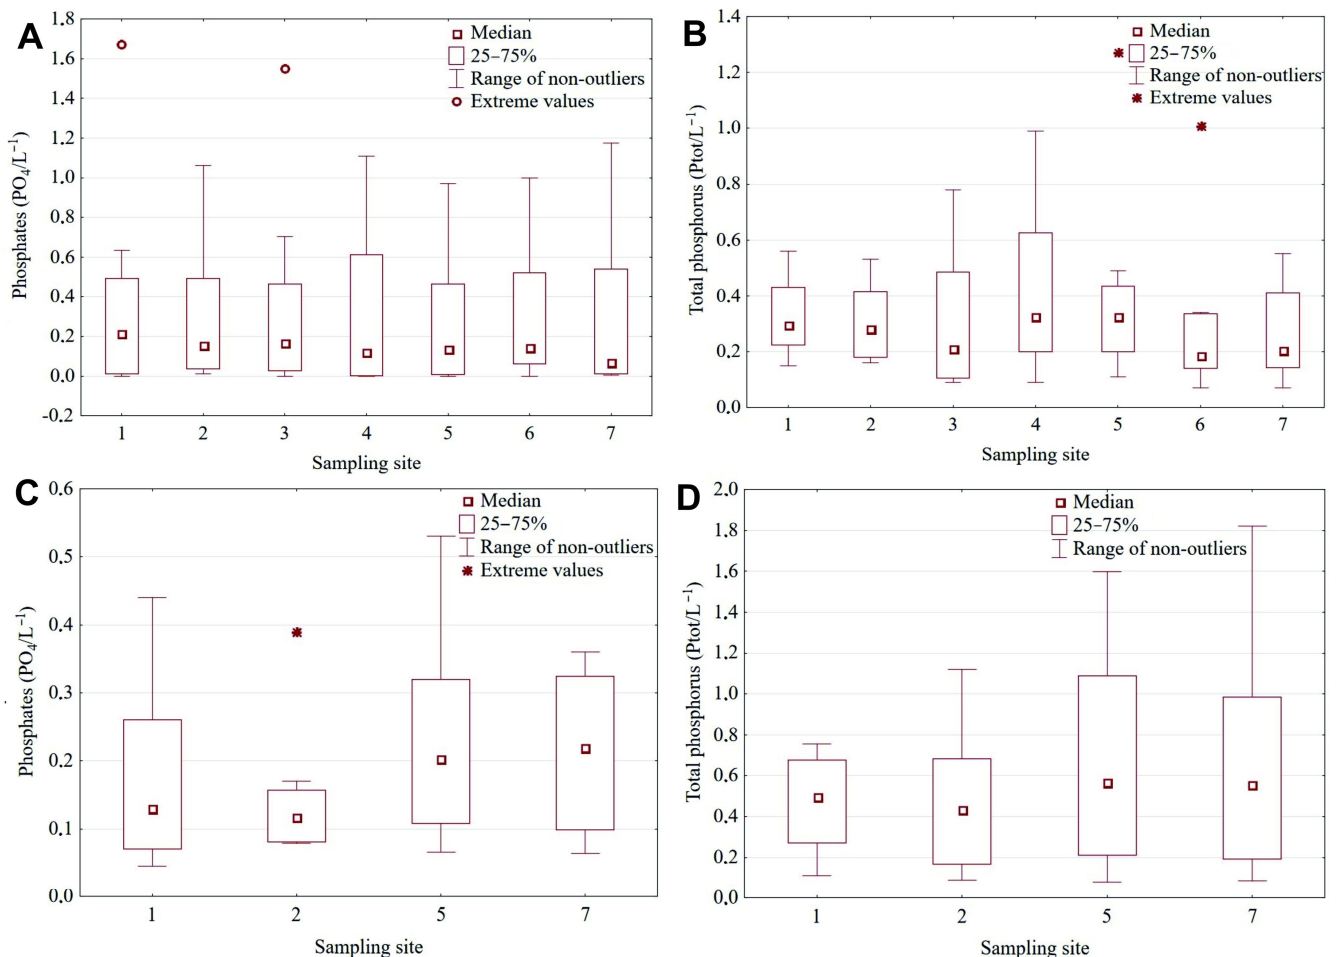 A
1.8
1.6
1.4
1.2
1.0
0.8
0.6
0.4
0.2
0.0
-0.2
Phosphates (PO₄/L⁻¹)
Median
25–75%
Range of non-outliers
Extreme values
1 2 3 4 5 6 7
Sampling site
B
1.4
1.2
1.0
0.8
0.6
0.4
0.2
0.0
Total phosphorus (Ptot/L⁻¹)
Median
25–75%
Range of non-outliers
Extreme values
1 2 3 4 5 6 7
Sampling site
C
0.6
0.5
0.4
0.3
0.2
0.1
0.0
Phosphates (PO₄/L⁻¹)
Median
25–75%
Range of non-outliers
Extreme values
1 2 5 7
Sampling site
D
2.0
1.8
1.6
1.4
1.2
1.0
0.8
0.6
0.4
0.2
0.0
Total phosphorus (Ptot/L⁻¹)
Median
25–75%
Range of non-outliers
1 2 5 7
Sampling site